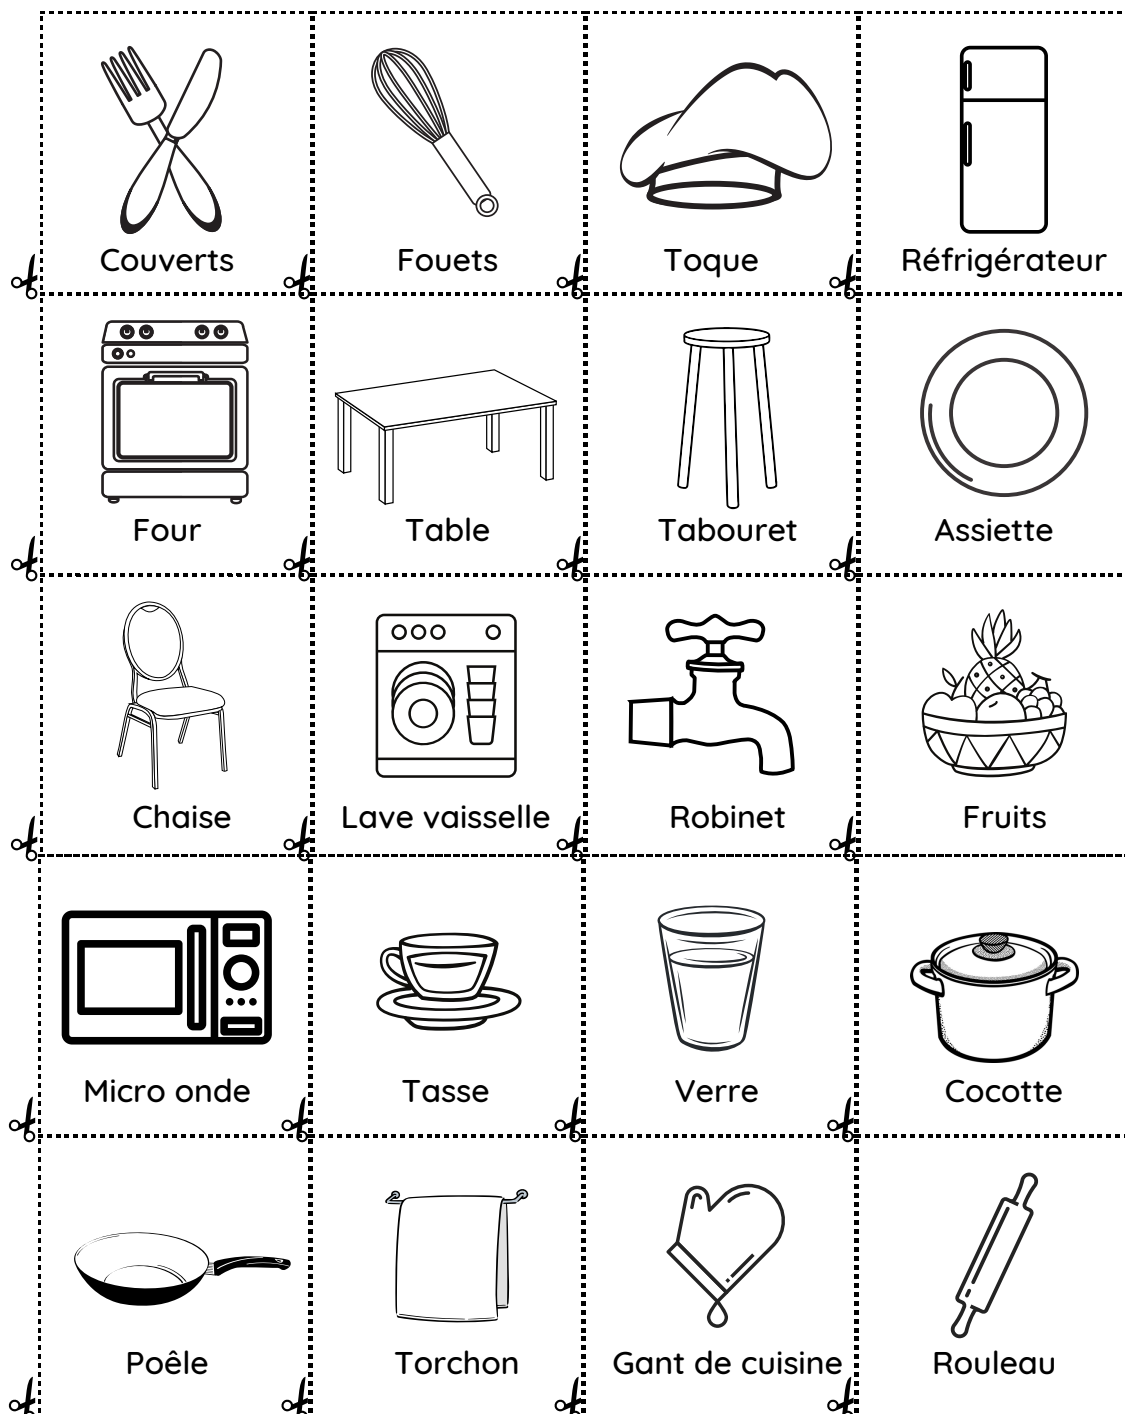 Couverts
Fouets
Toque
Réfrigérateur
Four
Table
Tabouret
Assiette
Chaise
Lave vaisselle
Robinet
Fruits
Micro onde
Tasse
Verre
Cocotte
Poêle
Torchon
Gant de cuisine
Rouleau